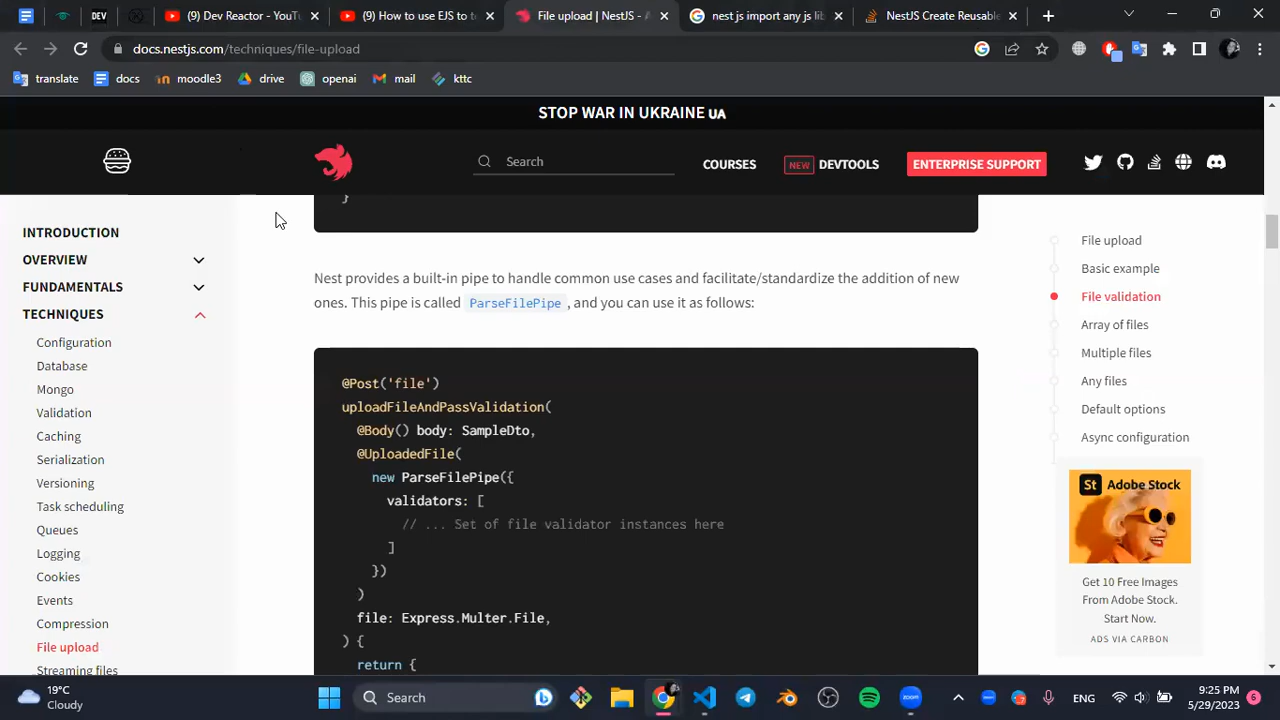 DEV
(9) Dev Reactor - YouT
(9) How to use EJS
File upload | NestJS - A
nest js import any js lib
NestJS Create Reusable
docs.nestjs.com/techniques/file-upload
translate
docs
moodle3
drive
openai
mail
kttc
STOP WAR IN UKRAINE UA
Search
COURSES
NEW DEVTOOLS
ENTERPRISE SUPPORT
INTRODUCTION
OVERVIEW
FUNDAMENTALS
TECHNIQUES
Configuration
Database
Mongo
Validation
Caching
Serialization
Versioning
Task scheduling
Queues
Logging
Cookies
Events
Compression
File upload
Streaming files
}
Nest provides a built-in pipe to handle common use cases and facilitate/standardize the addition of new
ones. This pipe is called ParseFilePipe, and you can use it as follows:
@Post('file')
uploadFileAndPassValidation(
@Body() body: SampleDto,
@UploadedFile(
new ParseFilePipe({
validators: [
// ... Set of file validator instances here
]
})
)
file: Express.Multer.File,
) {
return {
File upload
Basic example
File validation
Array of files
Multiple files
Any files
Default options
Async configuration
St Adobe Stock
Get 10 Free Images
From Adobe Stock.
Start Now.
ADS VIA CARBON
19°C
Cloudy
Search
ENG
9:25 PM
5/29/2023
6